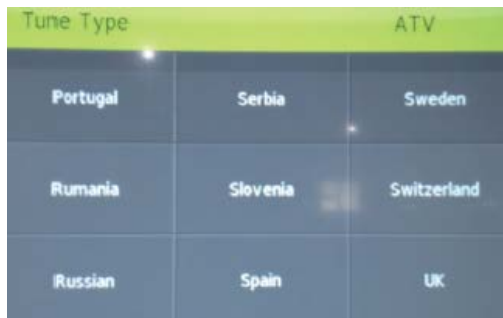 Tune Type ATV
Portugal Serbia Sweden
Rumania Slovenia Switzerland
Russian Spain UK